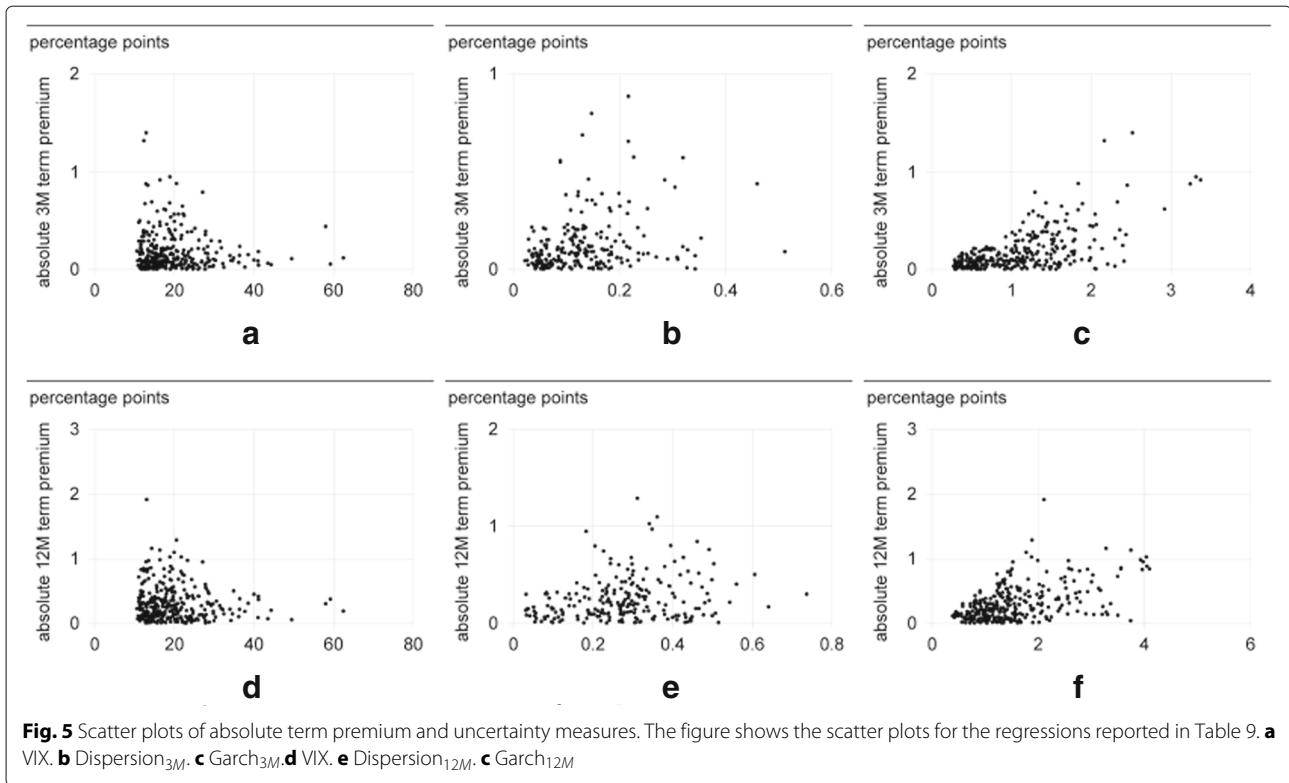 percentage points
absolute 3M term premium
2
1
0
0 20 40 60 80
a
percentage points
absolute 3M term premium
1
0
0 0.2 0.4 0.6
b
percentage points
absolute 3M term premium
2
1
0
0 1 2 3 4
c
percentage points
absolute 12M term premium
3
2
1
0
0 20 40 60 80
d
percentage points
absolute 12M term premium
2
1
0
0 0.2 0.4 0.6 0.8
e
percentage points
absolute 12M term premium
3
2
1
0
0 2 4 6
f
Fig. 5 Scatter plots of absolute term premium and uncertainty measures. The figure shows the scatter plots for the regressions reported in Table 9. a
VIX. b Dispersion3M. c Garch3M.d VIX. e Dispersion12M. c Garch12M